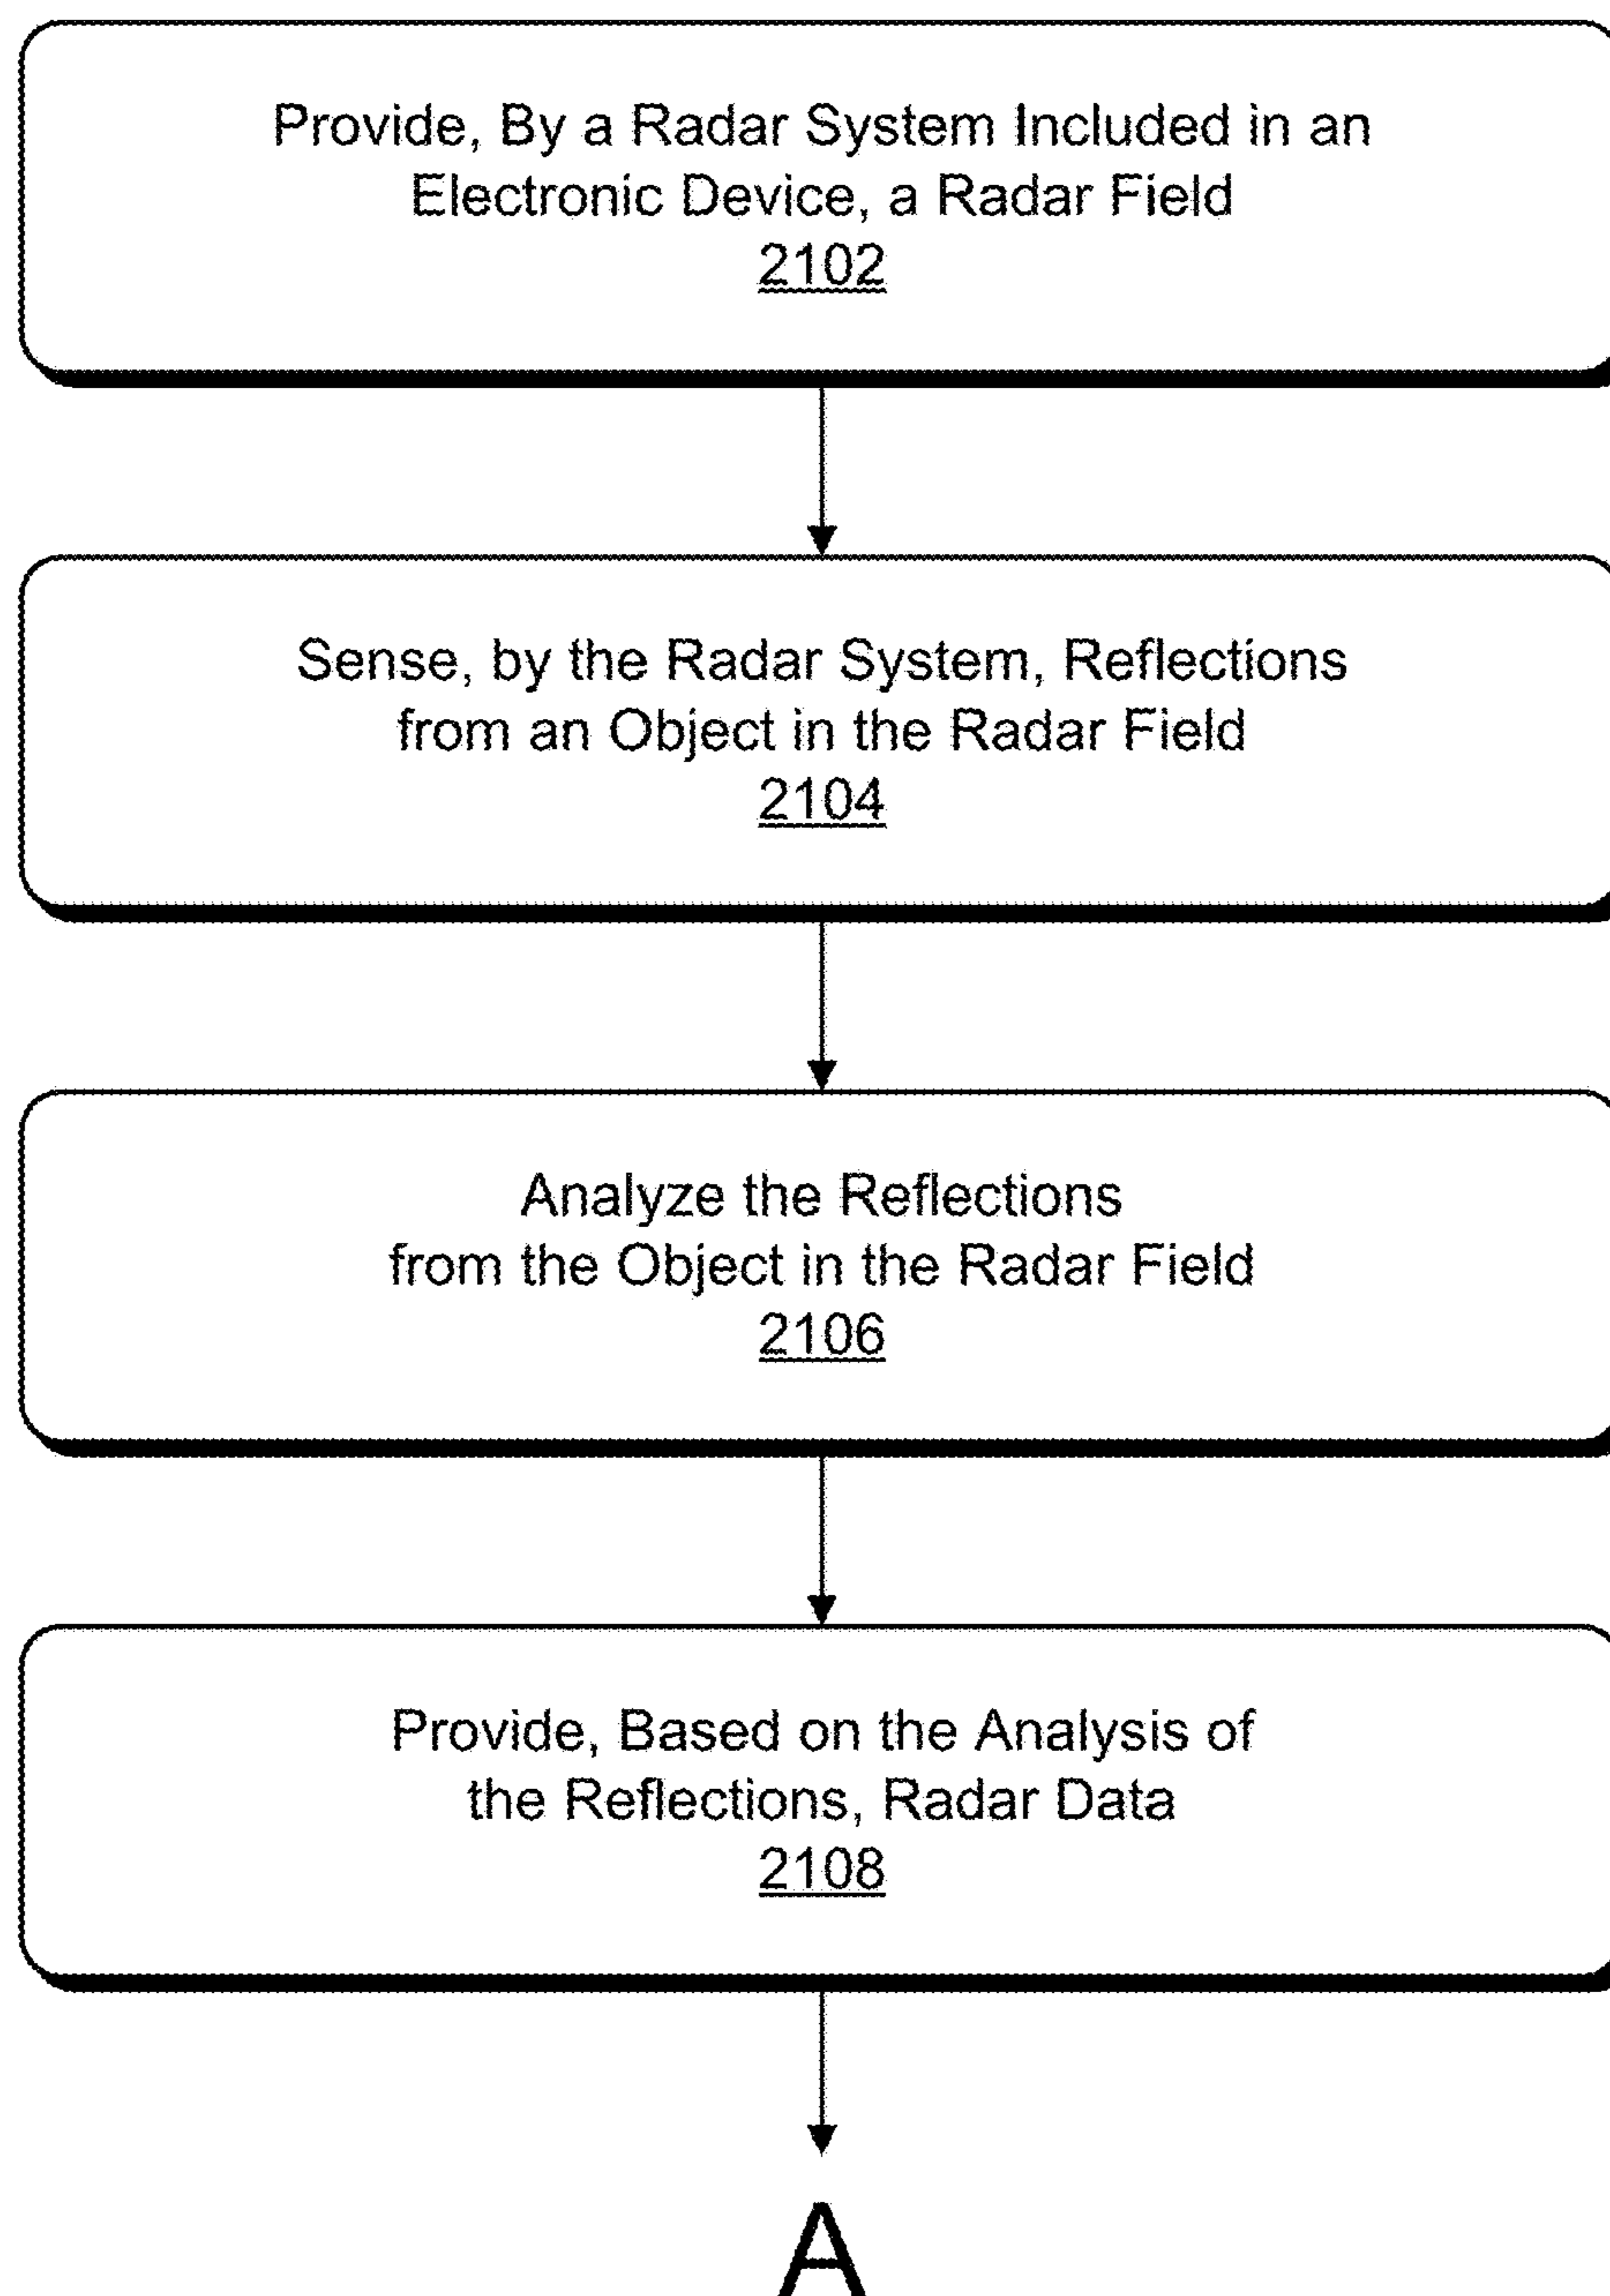 Provide, By a Radar System Included in an
Electronic Device, a Radar Field
2102
Sense, by the Radar System, Reflections
from an Object in the Radar Field
2104
Analyze the Reflections
from the Object in the Radar Field
2106
Provide, Based on the Analysis of
the Reflections, Radar Data
2108
A